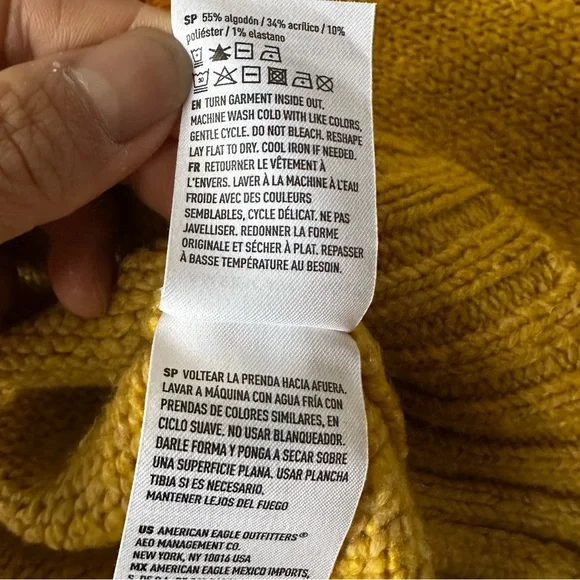 SP 55% algodón / 34% acrílico / 10%
poliéster / 1% elastano
30
EN TURN GARMENT INSIDE OUT.
MACHINE WASH COLD WITH LIKE COLORS,
GENTLE CYCLE. DO NOT BLEACH. RESHAPE
LAY FLAT TO DRY. COOL IRON IF NEEDED.
FR RETOURNER LE VÊTEMENT À
L'ENVERS. LAVER À LA MACHINE À L'EAU
FROIDE AVEC DES COULEURS
SEMBLABLES, CYCLE DÉLICAT. NE PAS
JAVELLISER. REDONNER LA FORME
ORIGINALE ET SÉCHER À PLAT. REPASSER
À BASSE TEMPÉRATURE AU BESOIN.
SP VOLTEAR LA PRENDA HACIA AFUERA.
LAVAR A MÁQUINA CON AGUA FRÍA CON
PRENDAS DE COLORES SIMILARES, EN
CICLO SUAVE. NO USAR BLANQUEADOR.
DARLE FORMA Y PONGA A SECAR SOBRE
UNA SUPERFICIE PLANA. USAR PLANCHA
TIBIA SI ES NECESARIO.
MANTENER LEJOS DEL FUEGO
US AMERICAN EAGLE OUTFITTERS®
AEO MANAGEMENT CO.
NEW YORK, NY 10016 USA
MX AMERICAN EAGLE MEXICO IMPORTS,